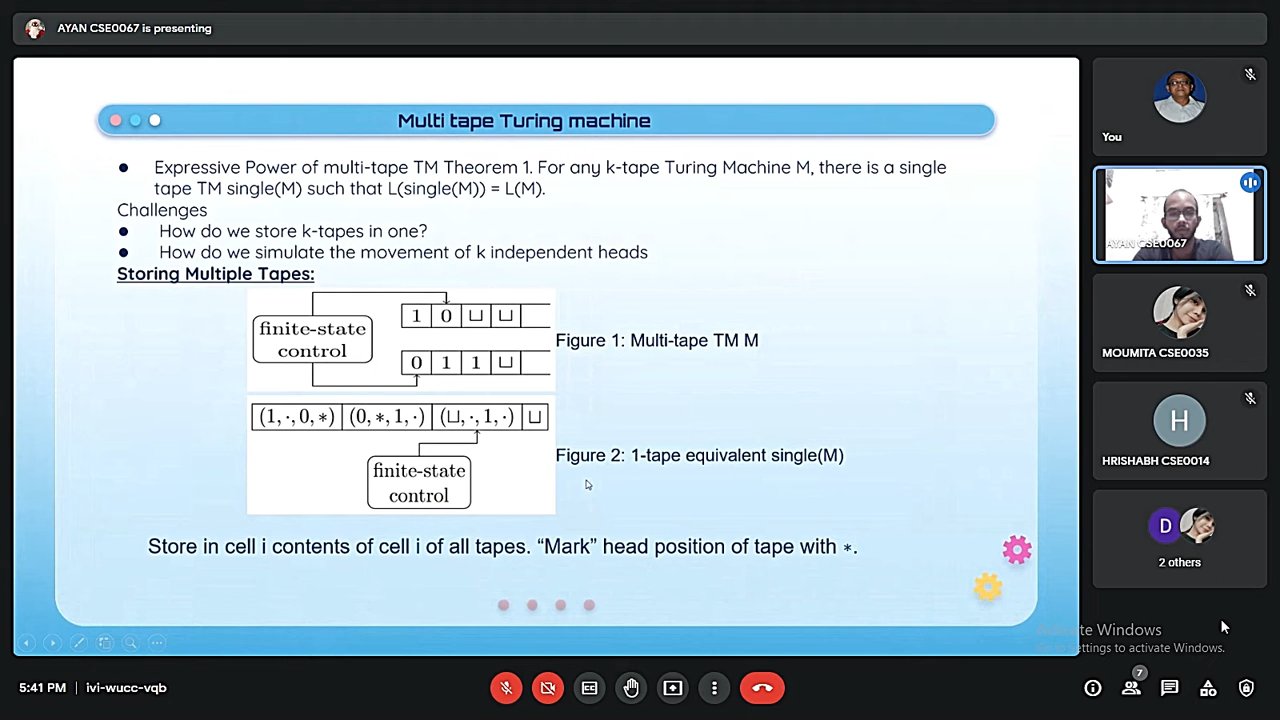 AYAN CSE0067 is presenting
Multi tape Turing machine
Expressive Power of multi-tape TM Theorem 1. For any k-tape Turing Machine M, there is a single
tape TM single(M) such that L(single(M)) = L(M).
Challenges
How do we store k-tapes in one?
How do we simulate the movement of k independent heads
Storing Multiple Tapes:
finite-state
control
1 0 ⊔ ⊔
0 1 1 ⊔
Figure 1: Multi-tape TM M
(1, ·, 0, *) (0, *, 1, ·) (⊔, ·, 1, ·) ⊔
finite-state
control
Figure 2: 1-tape equivalent single(M)
Store in cell i contents of cell i of all tapes. “Mark” head position of tape with *.
You
AYAN CSE0067
MOUMITA CSE0035
H
HRISHABH CSE0014
D
2 others
Activate Windows
settings to activate Windows.
5:41 PM | ivi-wucc-vqb
7